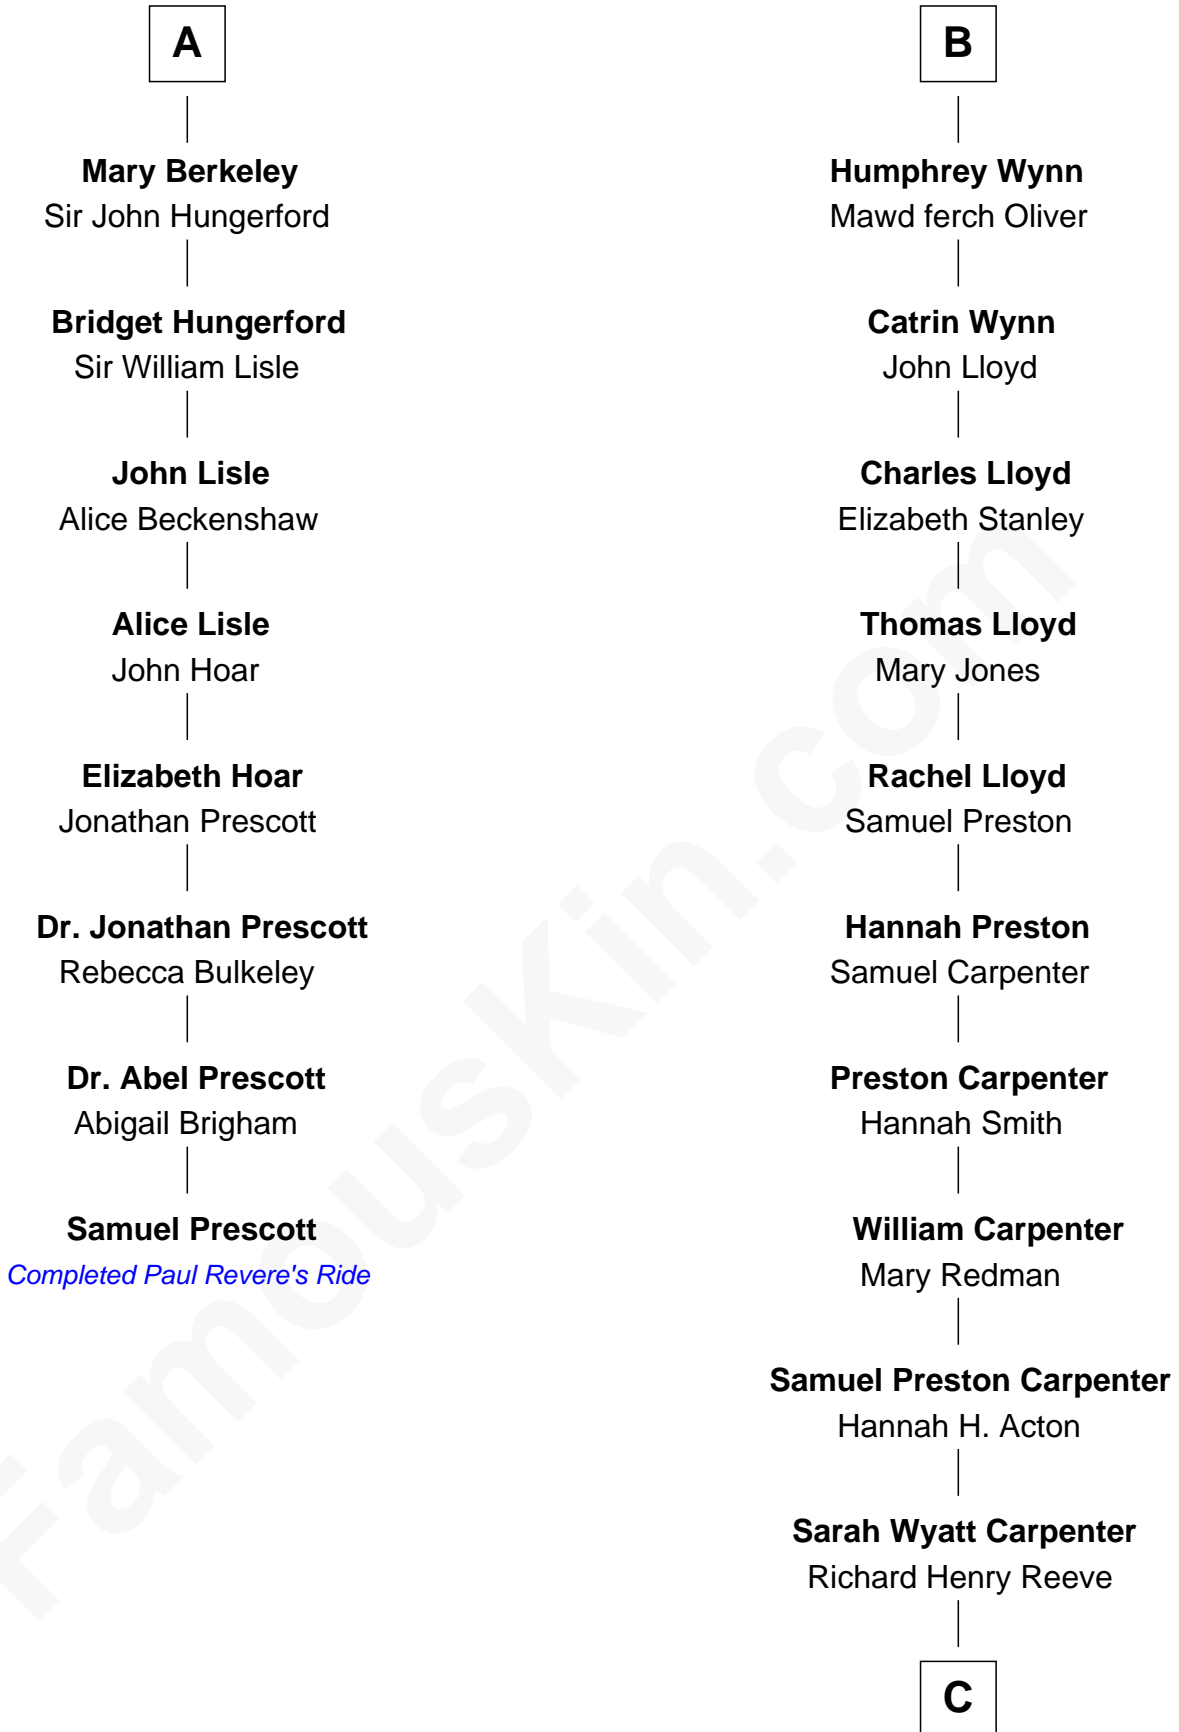 A
Mary Berkeley
Sir John Hungerford
Bridget Hungerford
Sir William Lisle
John Lisle
Alice Beckenshaw
Alice Lisle
John Hoar
Elizabeth Hoar
Jonathan Prescott
Dr. Jonathan Prescott
Rebecca Bulkeley
Dr. Abel Prescott
Abigail Brigham
Samuel Prescott
Completed Paul Revere's Ride
B
Humphrey Wynn
Mawd ferch Oliver
Catrin Wynn
John Lloyd
Charles Lloyd
Elizabeth Stanley
Thomas Lloyd
Mary Jones
Rachel Lloyd
Samuel Preston
Hannah Preston
Samuel Carpenter
Preston Carpenter
Hannah Smith
William Carpenter
Mary Redman
Samuel Preston Carpenter
Hannah H. Acton
Sarah Wyatt Carpenter
Richard Henry Reeve
C
FamousKin.com